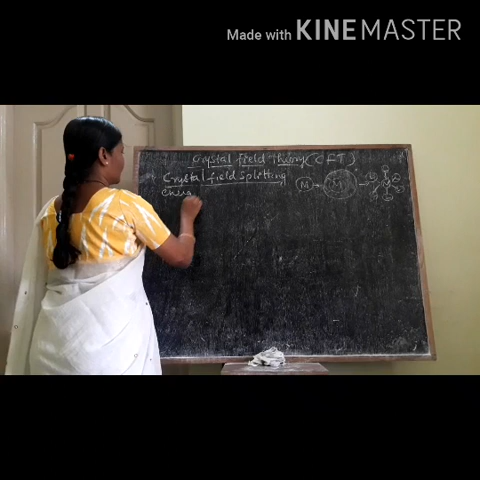 Made with KINEMASTER
Crystal Field Theory (CFT)
Crystal field splitting
M
M
M